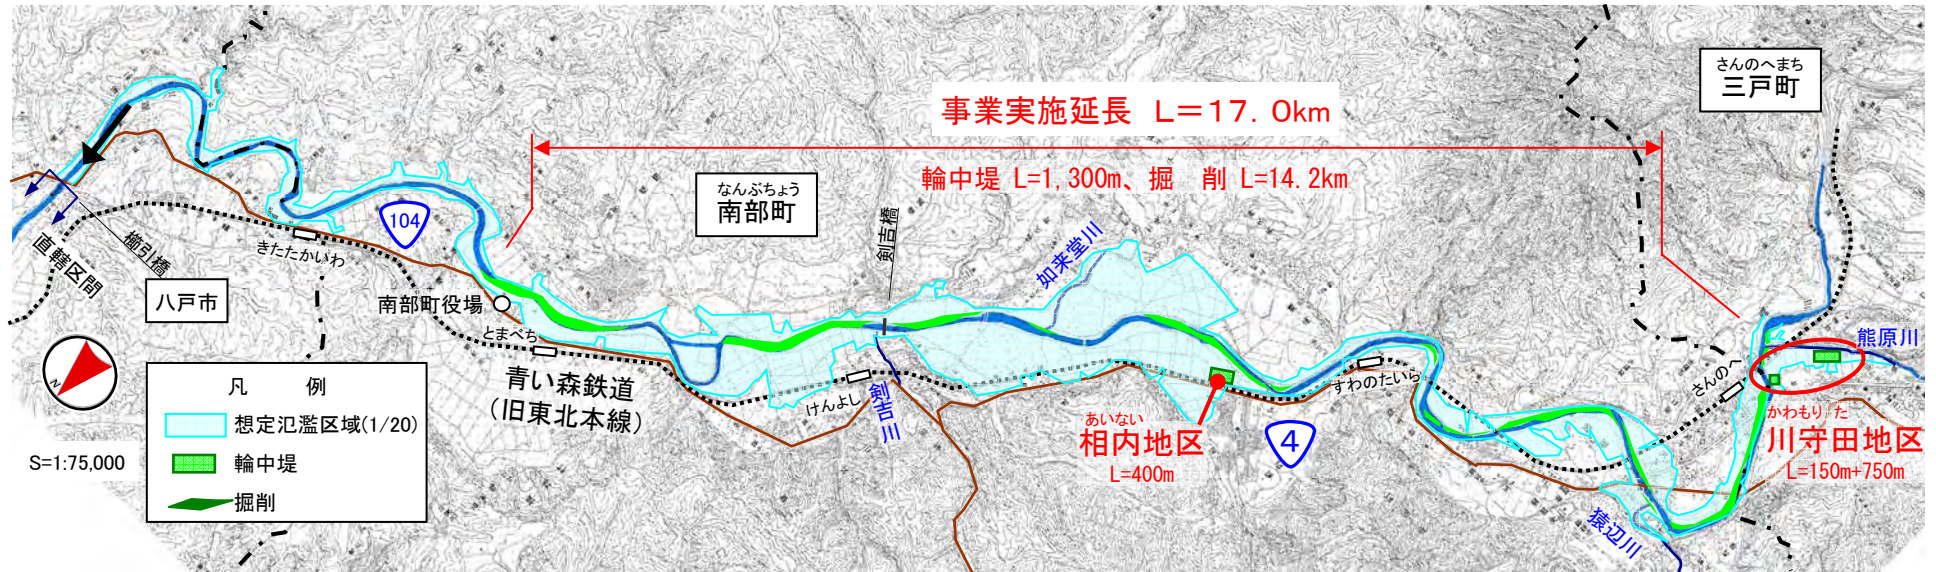 さんのへまち
三戸町
事業実施延長 L=17.0km
輪中堤 L=1,300m、掘 削 L=14.2km
なんぶちょう
南部町
104
剣吉橋
如来堂川
きたたかいわ
櫛引橋
直轄区間
八戸市
南部町役場
とまべち
青い森鉄道
(旧東北本線)
けんよし
剣吉川
あいない
相内地区
L=400m
4
すわのたいら
さんのへ
熊原川
かわもりた
川守田地区
L=150m+750m
猿辺川
N
S=1:75,000
凡 例
想定氾濫区域(1/20)
輪中堤
掘削